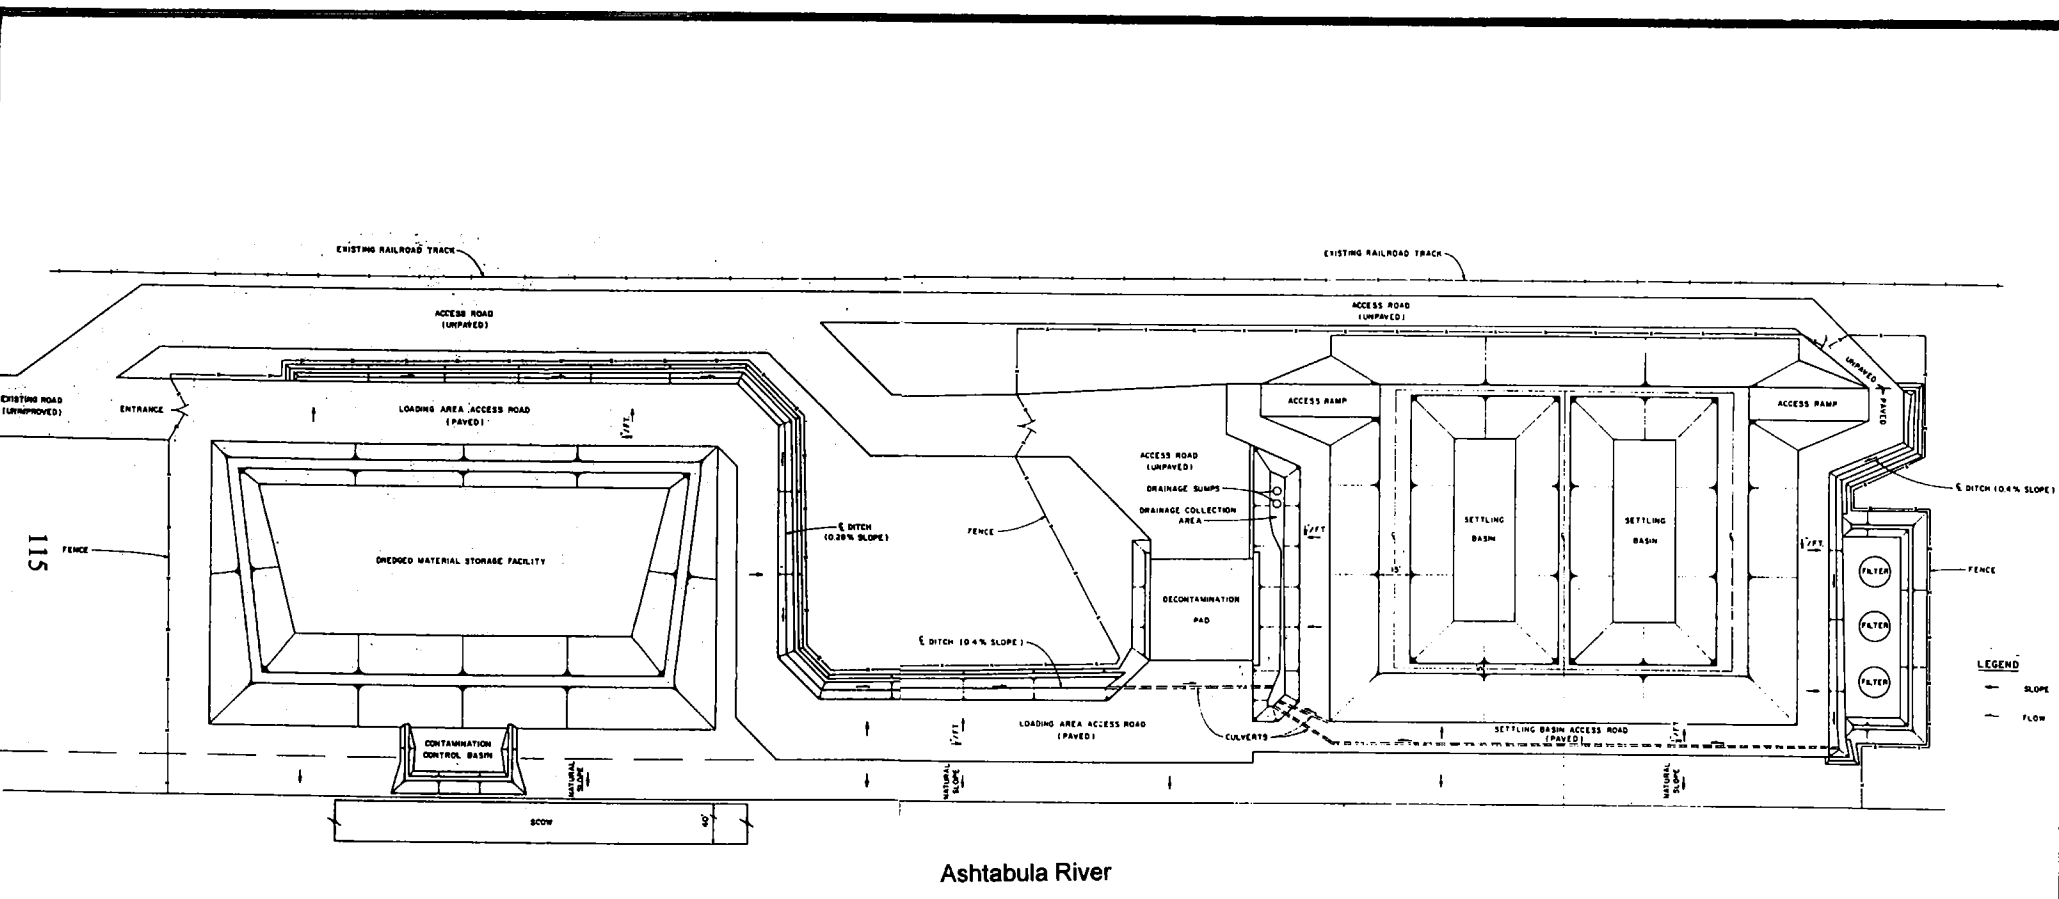 EXISTING RAILROAD TRACK
EXISTING RAILROAD TRACK
ACCESS ROAD
(UNPAVED)
ACCESS ROAD
(UNPAVED)
UNPAVED
PAVED
EXISTING ROAD
(UNIMPROVED)
ENTRANCE
LOADING AREA ACCESS ROAD
(PAVED)
ACCESS RAMP
ACCESS RAMP
ACCESS ROAD
(UNPAVED)
DRAINAGE SUMPS
DRAINAGE COLLECTION
AREA
℄ DITCH (0.4% SLOPE)
℄ DITCH
(0.28% SLOPE)
FENCE
SETTLING
BASIN
SETTLING
BASIN
115
FENCE
DREDGED MATERIAL STORAGE FACILITY
15'
FILTER
FENCE
DECONTAMINATION
PAD
FILTER
℄ DITCH (0.4% SLOPE)
FILTER
LEGEND
SLOPE
FLOW
LOADING AREA ACCESS ROAD
(PAVED)
CULVERTS
SETTLING BASIN ACCESS ROAD
(PAVED)
CONTAMINATION
CONTROL BASIN
NATURAL
SLOPE
NATURAL
SLOPE
NATURAL
SLOPE
SCOW
40'
Ashtabula River